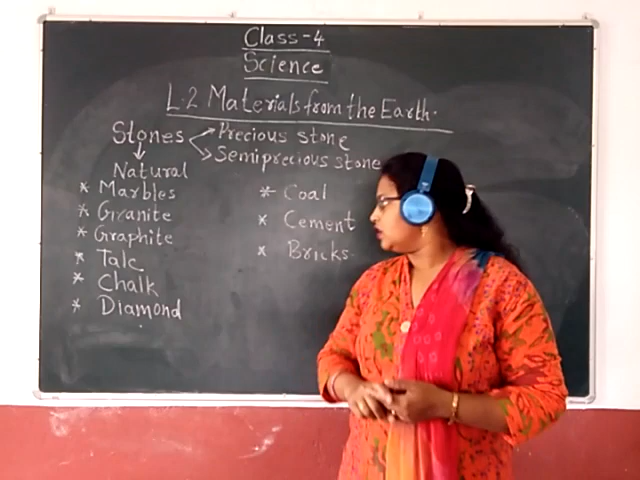 Class-4
Science
L.2 Materials from the Earth.
Stones → Precious stone
→ Semiprecious stone
↓
Natural
* Marbles
* Granite
* Graphite
* Talc
* Chalk
* Diamond
* Coal
* Cement
* Bricks